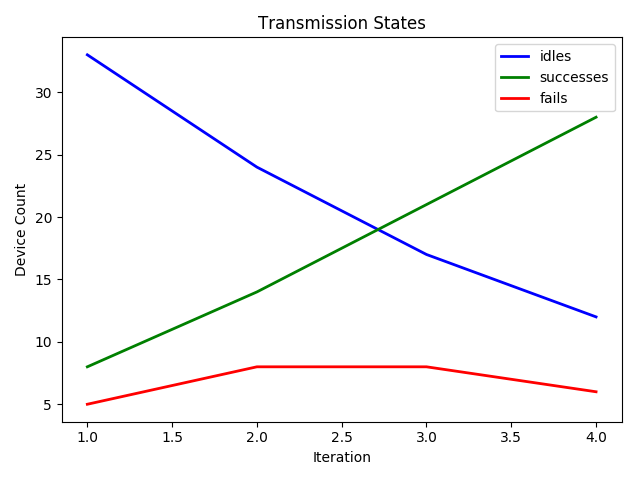 Transmission States
idles
successes
fails
Device Count
30
25
20
15
10
5
1.0 1.5 2.0 2.5 3.0 3.5 4.0
Iteration